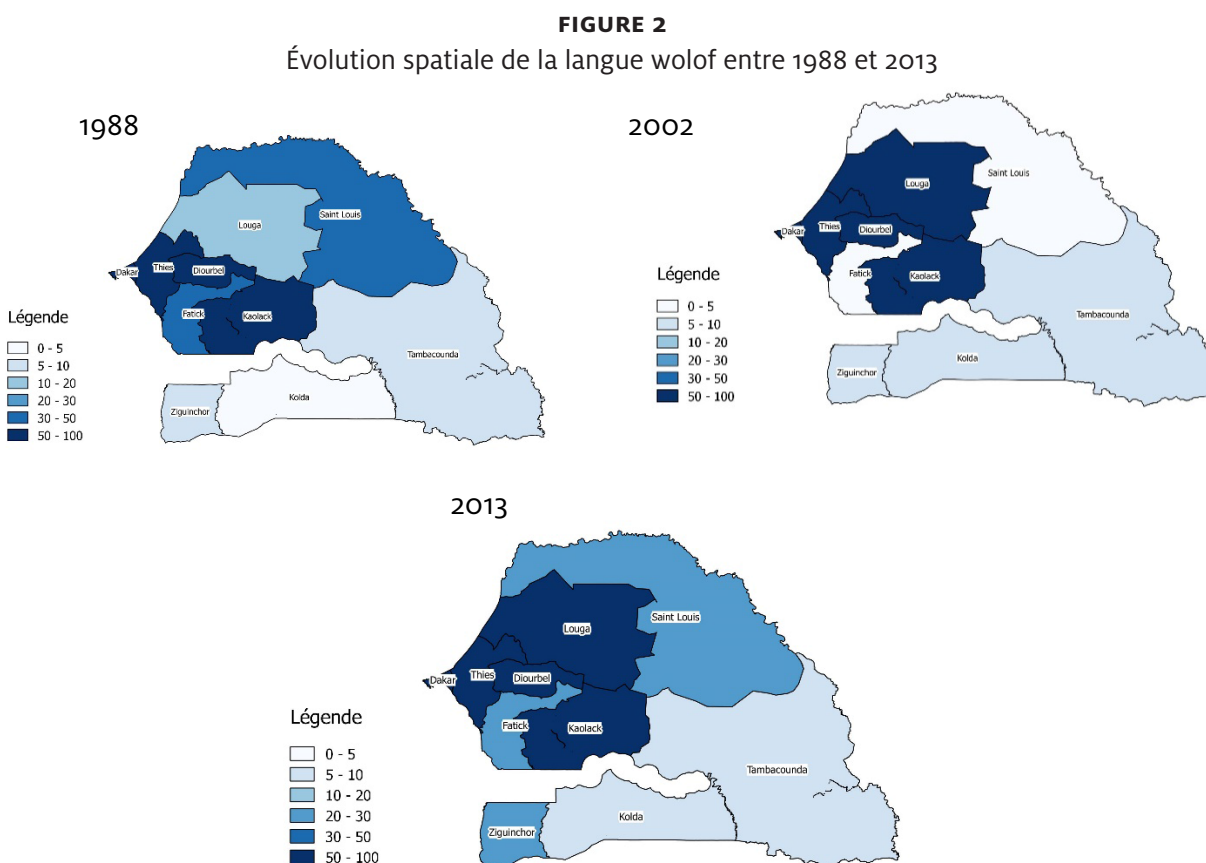 FIGURE 2
Évolution spatiale de la langue wolof entre 1988 et 2013
1988
Louga
Saint Louis
Dakar
Thies
Diourbel
Fatick
Kaolack
Tambacounda
Ziguinchor
Kolda
Légende
0 - 5
5 - 10
10 - 20
20 - 30
30 - 50
50 - 100
2002
Louga
Saint Louis
Dakar
Thies
Diourbel
Fatick
Kaolack
Tambacounda
Ziguinchor
Kolda
Légende
0 - 5
5 - 10
10 - 20
20 - 30
30 - 50
50 - 100
2013
Louga
Saint Louis
Dakar
Thies
Diourbel
Fatick
Kaolack
Tambacounda
Ziguinchor
Kolda
Légende
0 - 5
5 - 10
10 - 20
20 - 30
30 - 50
50 - 100